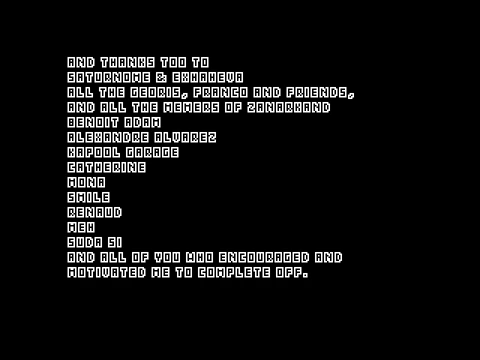 AND THANKS TOO TO
SATURNOME & EXHAHEVA
ALL THE GEORIS, FRANCO AND FRIENDS,
AND ALL THE MEMERS OF ZANARKAND
BENOIT ADAM
ALEXANDRE ALVAREZ
KAPOOL GARAGE
CATHERINE
MONA
SMILE
RENAUD
MEH
SUDA 51
AND ALL OF YOU WHO ENCOURAGED AND
MOTIVATED ME TO COMPLETE OFF.